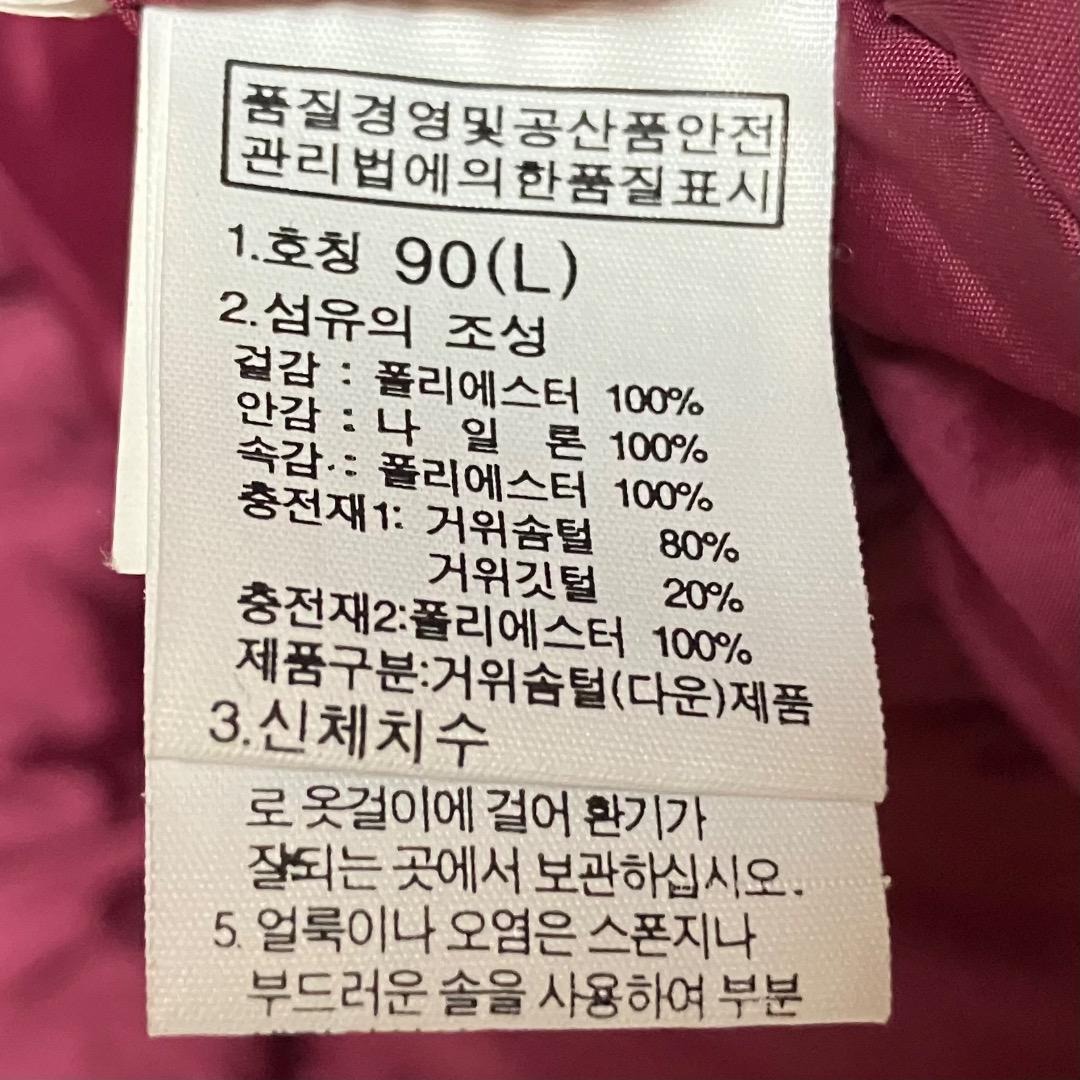 품질경영및공산품안전
관리법에의한품질표시
1.호칭 90(L)
2.섬유의 조성
겉감 : 폴리에스터 100%
안감 : 나 일 론 100%
속감 : 폴리에스터 100%
충전재1: 거위솜털 80%
거위깃털 20%
충전재2:폴리에스터 100%
제품구분:거위솜털(다운)제품
3.신체치수
로 옷걸이에 걸어 환기가
잘되는 곳에서 보관하십시오.
5. 얼룩이나 오염은 스폰지나
부드러운 솔을 사용하여 부분